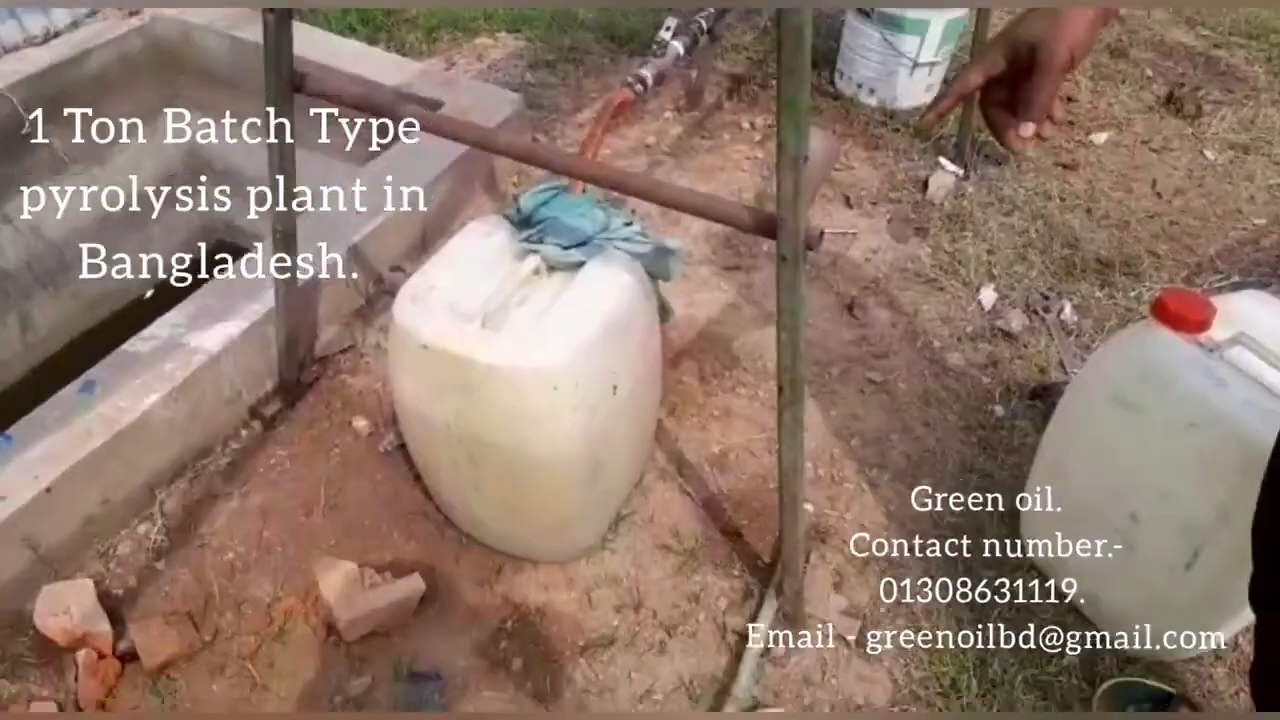 1 Ton Batch Type
pyrolysis plant in
Bangladesh.
Green oil.
Contact number.-
01308631119.
Email - greenoilbd@gmail.com